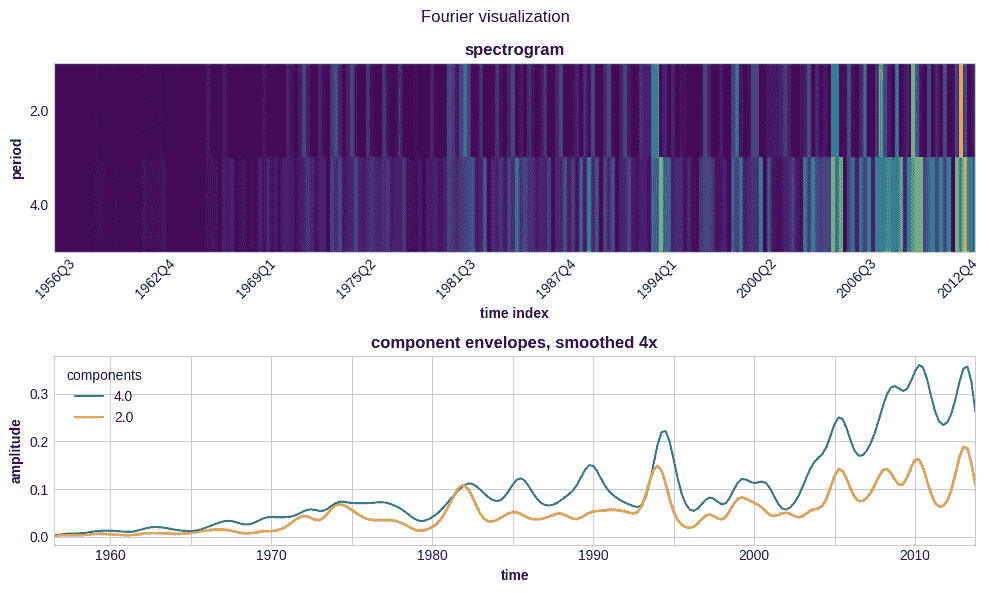 Fourier visualization
spectrogram
period
2.0
4.0
1956Q3 1962Q4 1969Q1 1975Q2 1981Q3 1987Q4 1994Q1 2000Q2 2006Q3 2012Q4
time index
component envelopes, smoothed 4x
amplitude
0.3
0.2
0.1
0.0
components
4.0
2.0
1960 1970 1980 1990 2000 2010
time